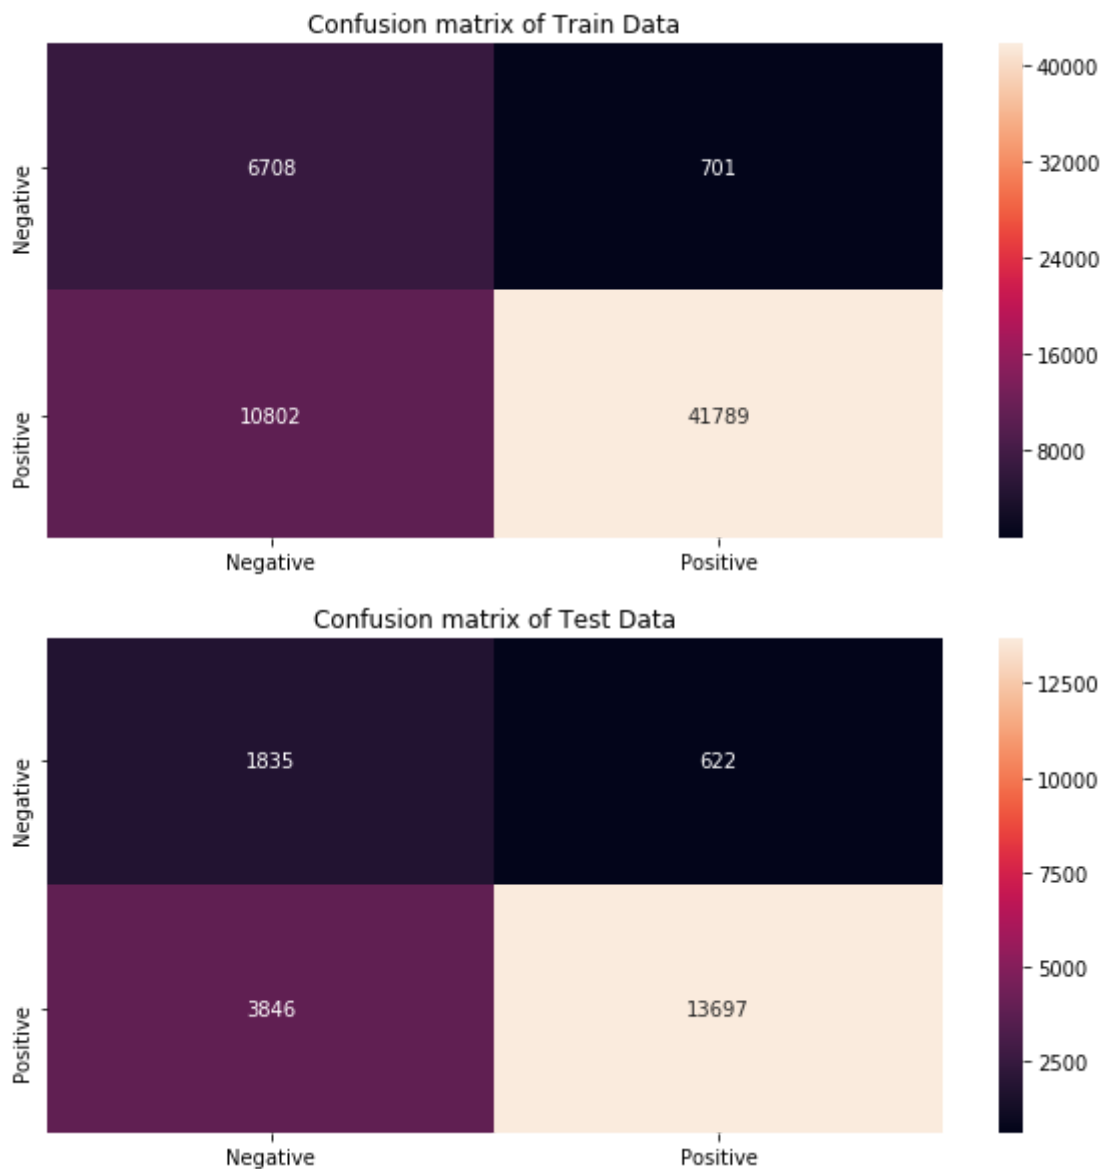 Confusion matrix of Train Data
Negative
6708
701
Positive
10802
41789
Negative
Positive
40000
32000
24000
16000
8000
Confusion matrix of Test Data
Negative
1835
622
Positive
3846
13697
Negative
Positive
12500
10000
7500
5000
2500